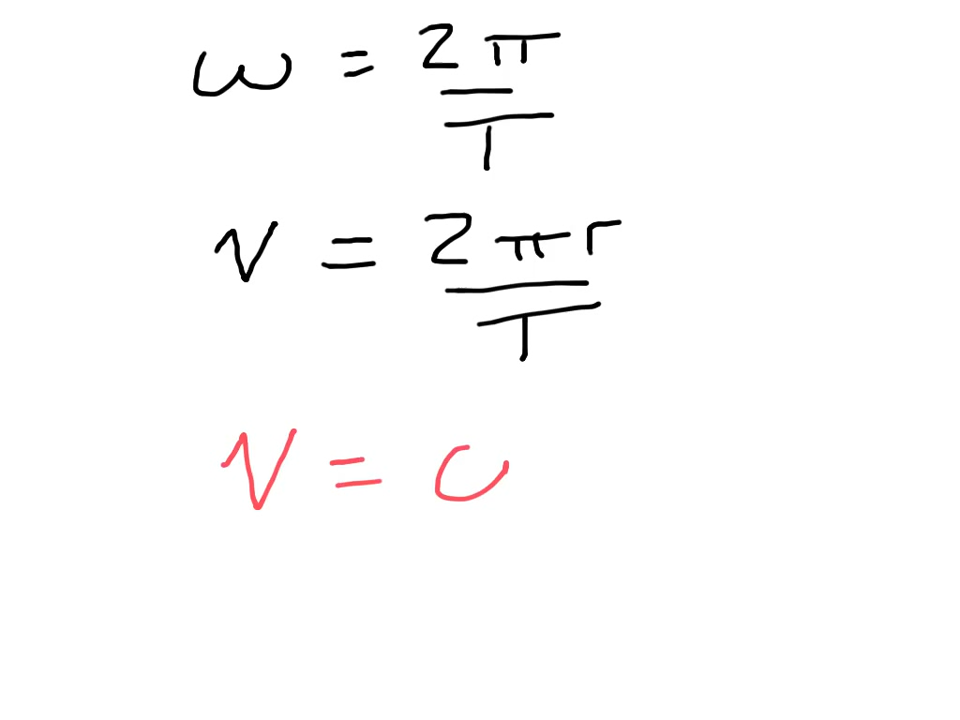 ω = 2π / T
v = 2πr / T
v = c